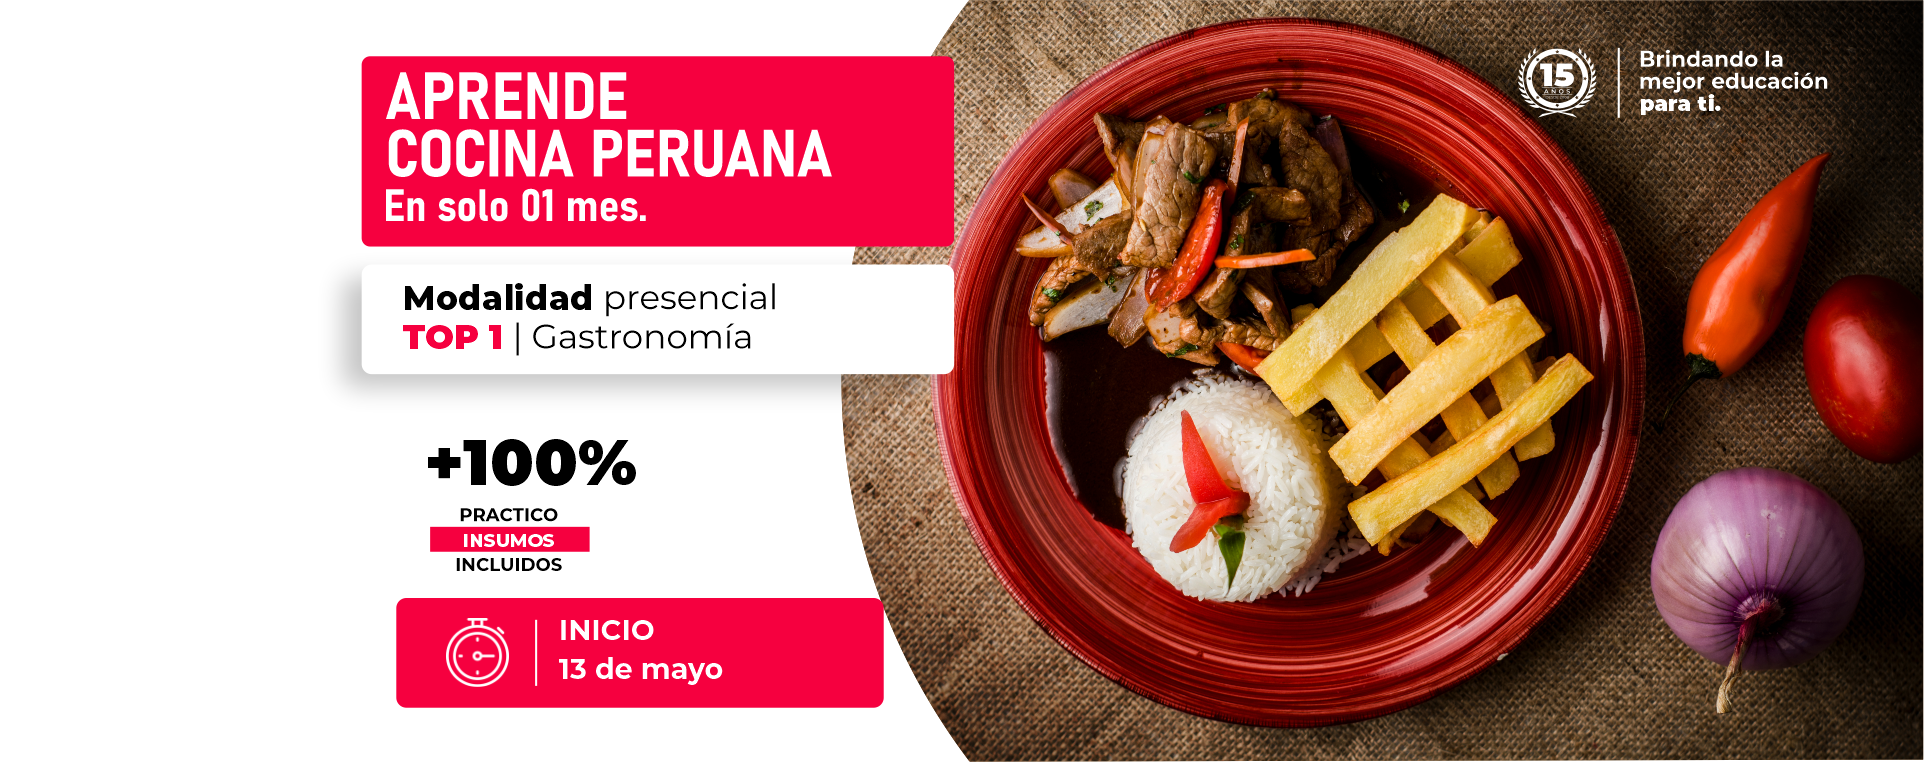 APRENDE
COCINA PERUANA
En solo 01 mes.
Modalidad presencial
TOP 1 | Gastronomía
+100%
PRACTICO
INSUMOS
INCLUIDOS
INICIO
13 de mayo
15
AÑOS
Brindando la
mejor educación
para ti.